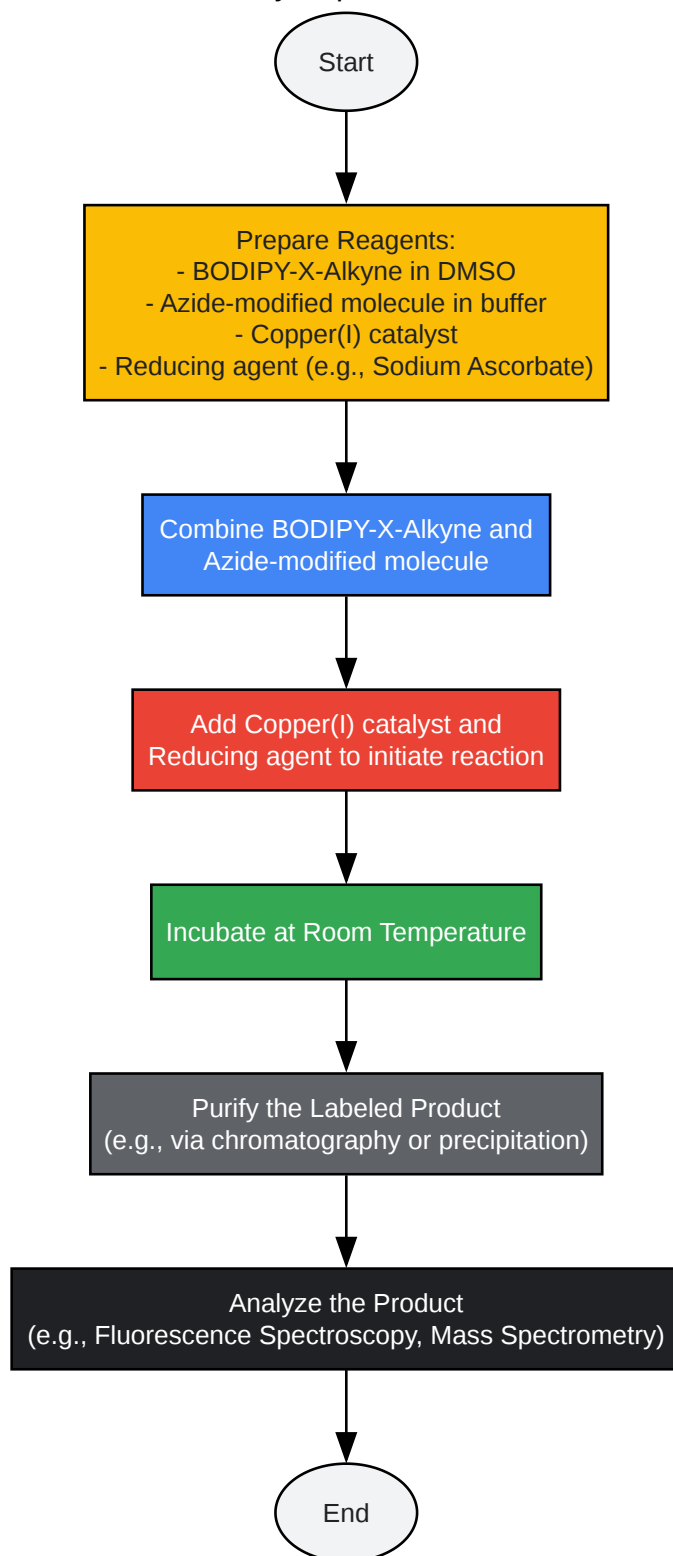 Start
Prepare Reagents:
- BODIPY-X-Alkyne in DMSO
- Azide-modified molecule in buffer
- Copper(I) catalyst
- Reducing agent (e.g., Sodium Ascorbate)
Combine BODIPY-X-Alkyne and
Azide-modified molecule
Add Copper(I) catalyst and
Reducing agent to initiate reaction
Incubate at Room Temperature
Purify the Labeled Product
(e.g., via chromatography or precipitation)
Analyze the Product
(e.g., Fluorescence Spectroscopy, Mass Spectrometry)
End